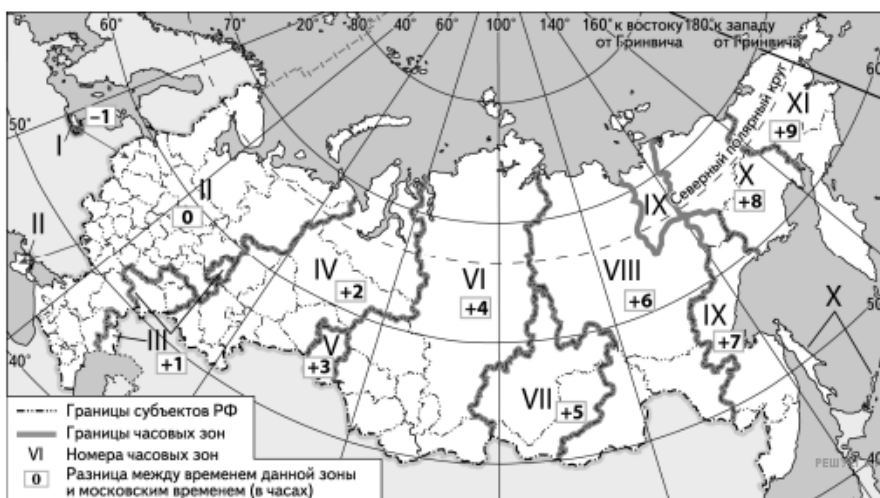 60° 70° 20° 40° 60° 80° 100° 120° 140° 160° к востоку 180° к западу
от Гринвича от Гринвича
60°
50°
−1
I
II
0
II
Северный полярный круг
XI
+9
X
+8
IX
IV
+2
VI
+4
VIII
+6
IX
+7
X
50°
III
+1
V
+3
VII
+5
40°
40°
Границы субъектов РФ
Границы часовых зон
VI Номера часовых зон
0 Разница между временем данной зоны
и московским временем (в часах)